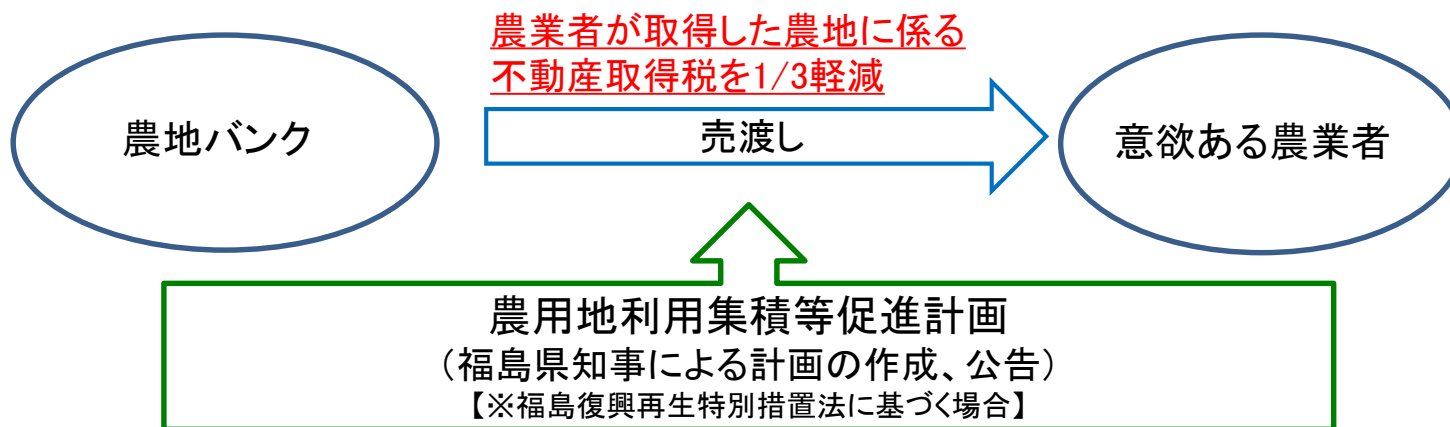 農業者が取得した農地に係る
不動産取得税を1/3軽減
農地バンク
売渡し
意欲ある農業者
農用地利用集積等促進計画
（福島県知事による計画の作成、公告）
【※福島復興再生特別措置法に基づく場合】